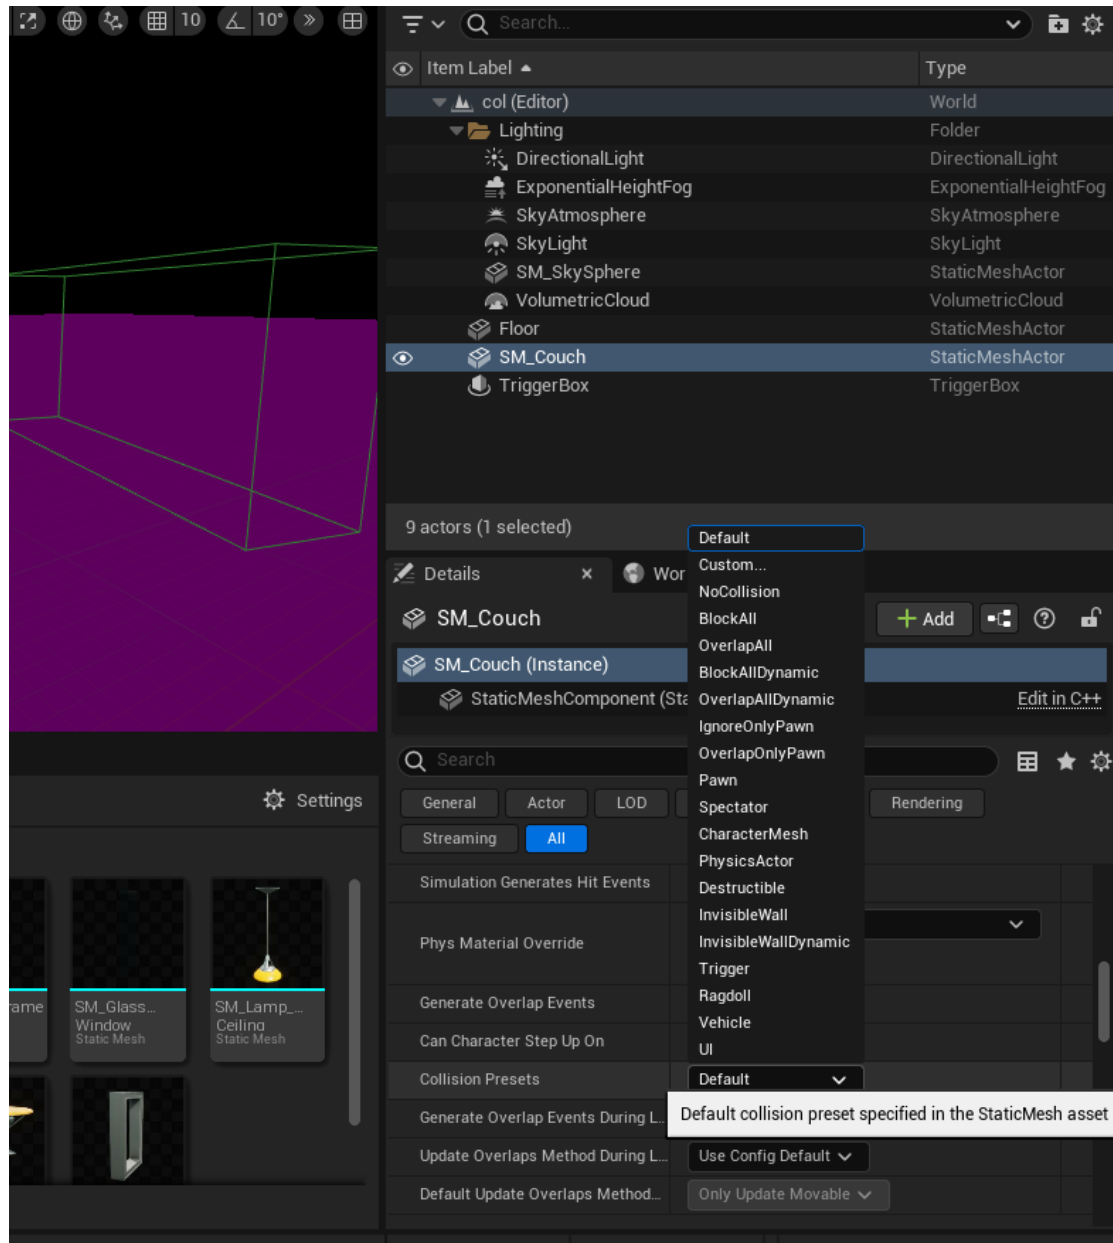 10
10°
Search...
Item Label
Type
col (Editor)
World
Lighting
Folder
DirectionalLight
DirectionalLight
ExponentialHeightFog
ExponentialHeightFog
SkyAtmosphere
SkyAtmosphere
SkyLight
SkyLight
SM_SkySphere
StaticMeshActor
VolumetricCloud
VolumetricCloud
Floor
StaticMeshActor
SM_Couch
StaticMeshActor
TriggerBox
TriggerBox
9 actors (1 selected)
Details
Wor
SM_Couch
Add
SM_Couch (Instance)
StaticMeshComponent (Sta
Edit in C++
Search
General
Actor
LOD
Rendering
Streaming
All
Simulation Generates Hit Events
Phys Material Override
Generate Overlap Events
Can Character Step Up On
Collision Presets
Default
Generate Overlap Events During L...
Update Overlaps Method During L...
Use Config Default
Default Update Overlaps Method...
Only Update Movable
Default
Custom...
NoCollision
BlockAll
OverlapAll
BlockAllDynamic
OverlapAllDynamic
IgnoreOnlyPawn
OverlapOnlyPawn
Pawn
Spectator
CharacterMesh
PhysicsActor
Destructible
InvisibleWall
InvisibleWallDynamic
Trigger
Ragdoll
Vehicle
UI
Default collision preset specified in the StaticMesh asset
Settings
rame
SM_Glass...
Window
Static Mesh
SM_Lamp_...
Ceiling
Static Mesh